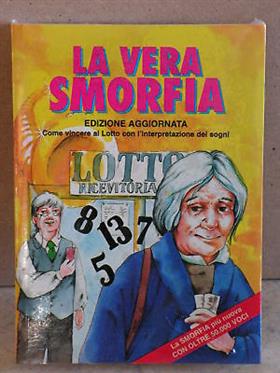 LA VERA
SMORFIA
EDIZIONE AGGIORNATA
Come vincere al Lotto con l'interpretazione dei sogni
LOTTO
RICEVITORIA
8
13
7
5
La SMORFIA più nuova
CON OLTRE 50.000 VOCI